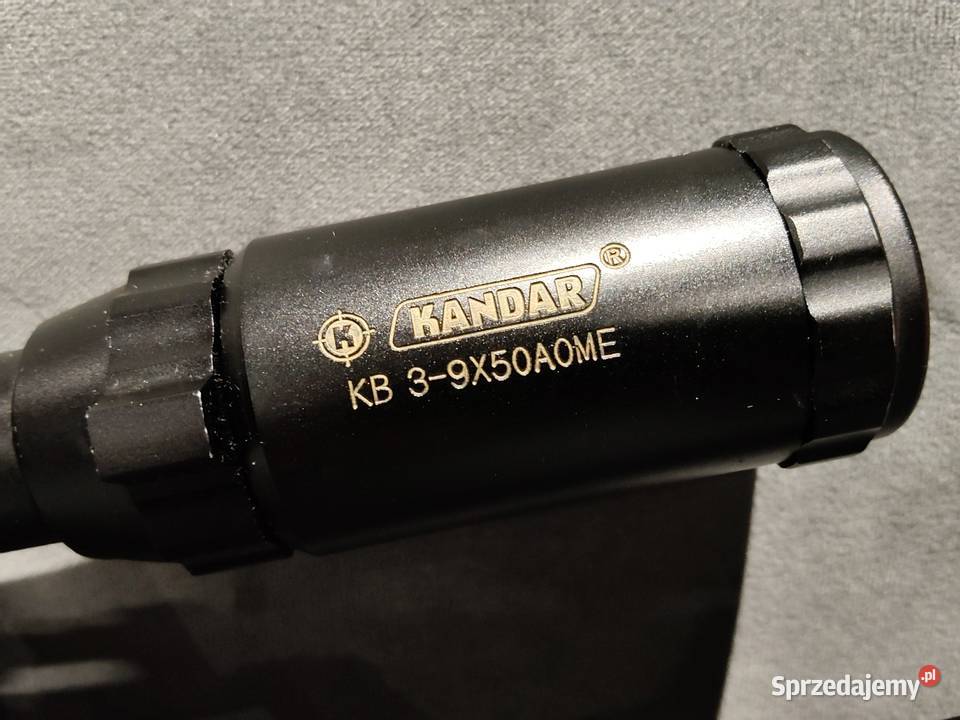 K KANDAR ®
KB 3-9X50AOME
Sprzedajemy.pl